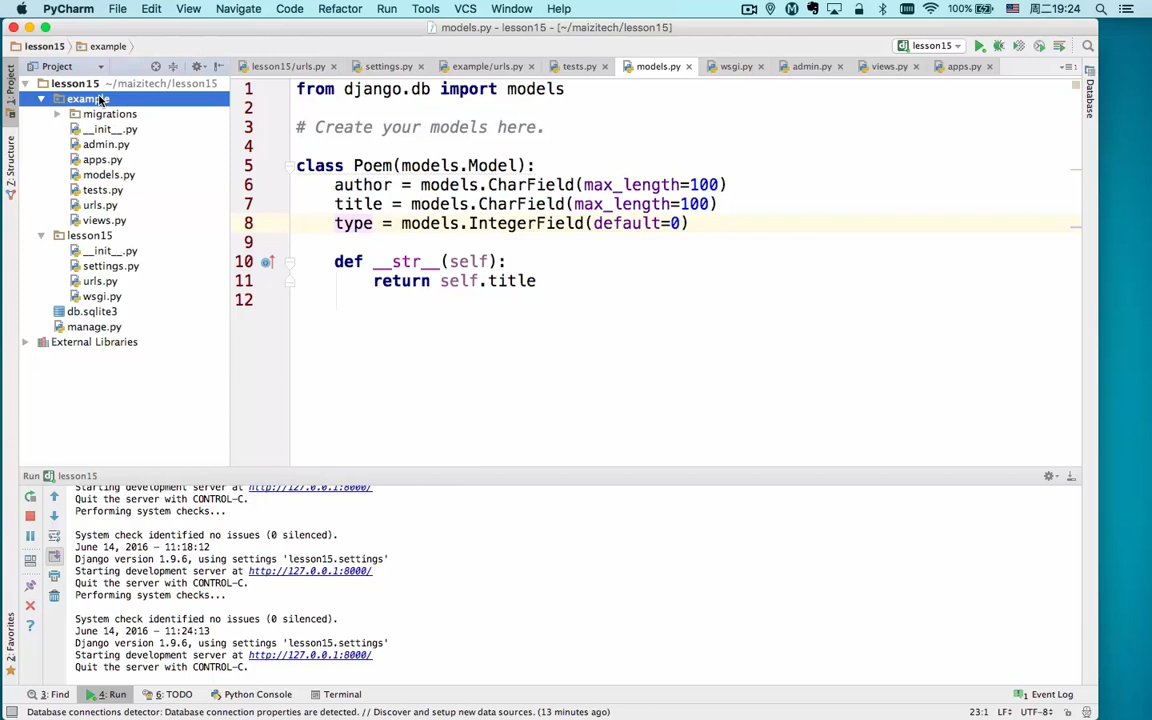 PyCharm File Edit View Navigate Code Refactor Run Tools VCS Window Help 100% 周二19:24
models.py - lesson15 - [~/maizitech/lesson15]
lesson15 example lesson15
Project lesson15/urls.py settings.py example/urls.py tests.py models.py wsgi.py admin.py views.py apps.py
1: Project
Z: Structure
2: Favorites
Database
lesson15 ~/maizitech/lesson15
example
migrations
__init__.py
admin.py
apps.py
models.py
tests.py
urls.py
views.py
lesson15
__init__.py
settings.py
urls.py
wsgi.py
db.sqlite3
manage.py
External Libraries
1 from django.db import models
2
3 # Create your models here.
4
5 class Poem(models.Model):
6 author = models.CharField(max_length=100)
7 title = models.CharField(max_length=100)
8 type = models.IntegerField(default=0)
9
10 def __str__(self):
11 return self.title
12
Run lesson15
Starting development server at http://127.0.0.1:8000/
Quit the server with CONTROL-C.
Performing system checks...
System check identified no issues (0 silenced).
June 14, 2016 - 11:18:12
Django version 1.9.6, using settings 'lesson15.settings'
Starting development server at http://127.0.0.1:8000/
Quit the server with CONTROL-C.
Performing system checks...
System check identified no issues (0 silenced).
June 14, 2016 - 11:24:13
Django version 1.9.6, using settings 'lesson15.settings'
Starting development server at http://127.0.0.1:8000/
Quit the server with CONTROL-C.
3: Find 4: Run 6: TODO Python Console Terminal 1 Event Log
Database connections detector: Database connection properties are detected. // Discover and setup new data sources. (13 minutes ago) 23:1 LF÷ UTF-8÷